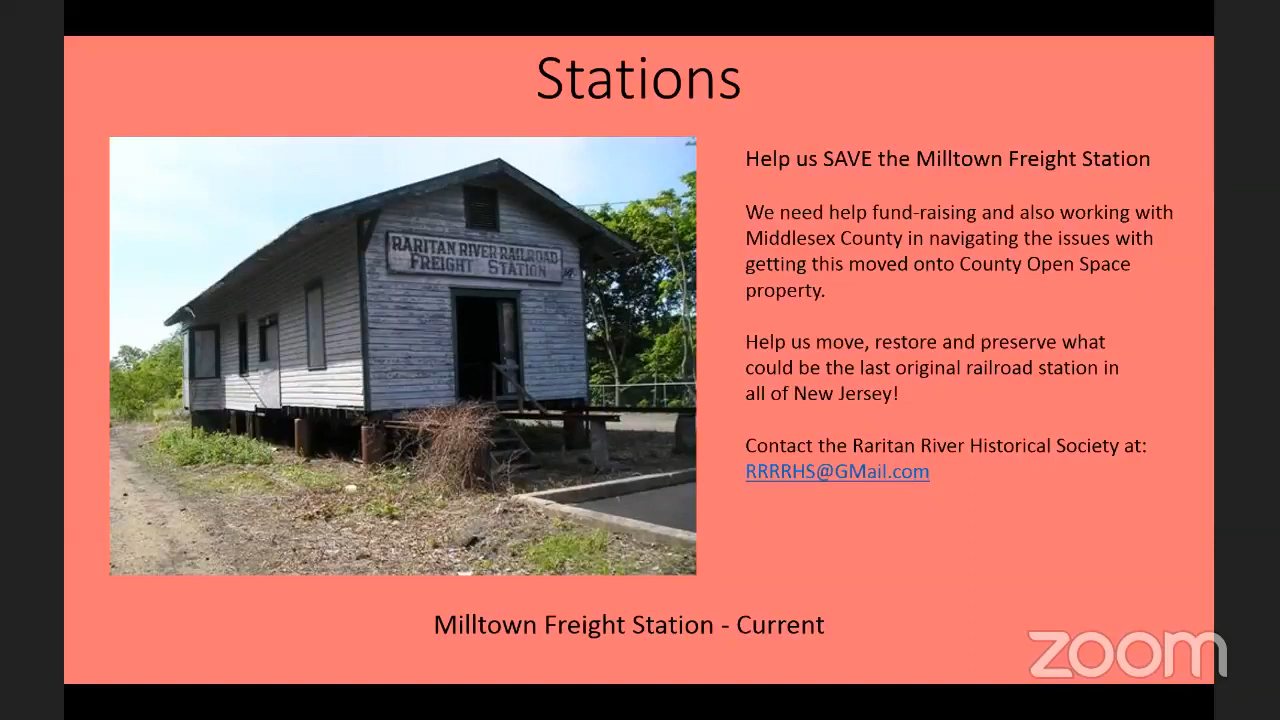 Stations
RARITAN RIVER RAILROAD
FREIGHT STATION
Help us SAVE the Milltown Freight Station
We need help fund-raising and also working with
Middlesex County in navigating the issues with
getting this moved onto County Open Space
property.
Help us move, restore and preserve what
could be the last original railroad station in
all of New Jersey!
Contact the Raritan River Historical Society at:
RRRRHS@GMail.com
Milltown Freight Station - Current
zoom